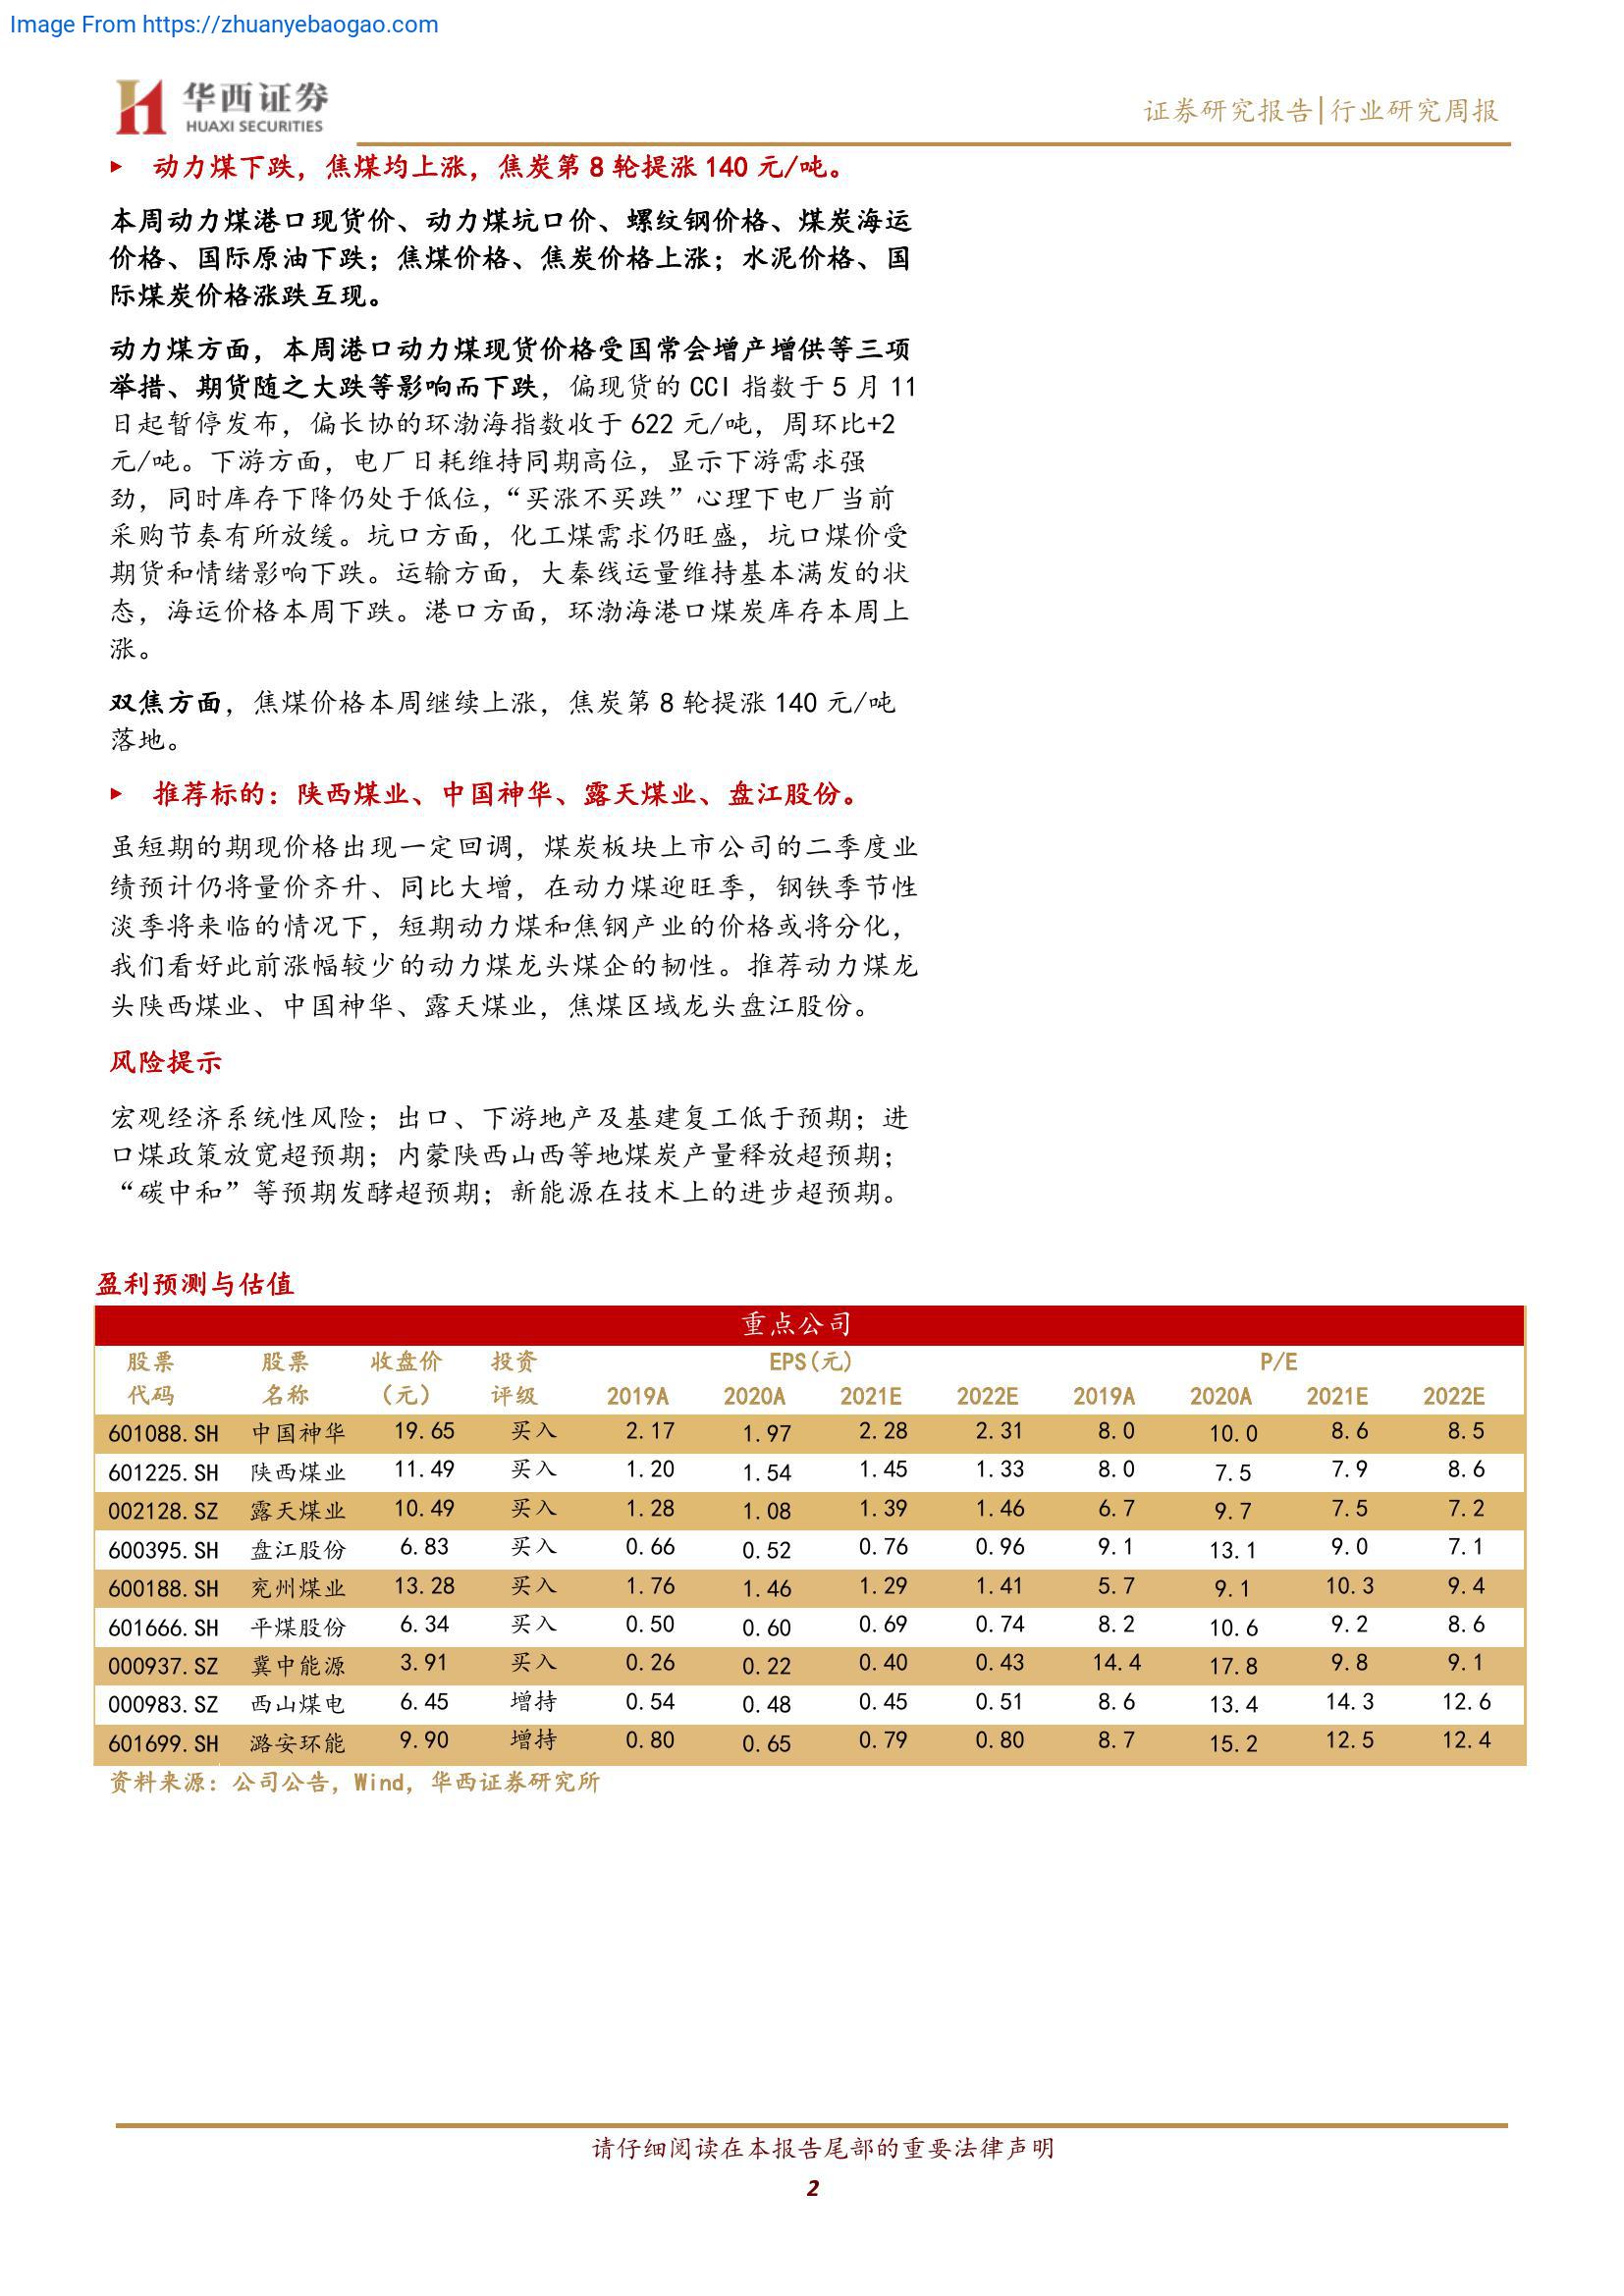 Image From https://zhuanyebaogao.com
华西证券
HUAXI SECURITIES
证券研究报告|行业研究周报
▶ 动力煤下跌，焦煤均上涨，焦炭第 8 轮提涨 140 元/吨。
本周动力煤港口现货价、动力煤坑口价、螺纹钢价格、煤炭海运
价格、国际原油下跌；焦煤价格、焦炭价格上涨；水泥价格、国
际煤炭价格涨跌互现。
动力煤方面，本周港口动力煤现货价格受国常会增产增供等三项
举措、期货随之大跌等影响而下跌，偏现货的 CCI 指数于 5 月 11
日起暂停发布，偏长协的环渤海指数收于 622 元/吨，周环比+2
元/吨。下游方面，电厂日耗维持同期高位，显示下游需求强
劲，同时库存下降仍处于低位，“买涨不买跌”心理下电厂当前
采购节奏有所放缓。坑口方面，化工煤需求仍旺盛，坑口煤价受
期货和情绪影响下跌。运输方面，大秦线运量维持基本满发的状
态，海运价格本周下跌。港口方面，环渤海港口煤炭库存本周上
涨。
双焦方面，焦煤价格本周继续上涨，焦炭第 8 轮提涨 140 元/吨
落地。
▶ 推荐标的：陕西煤业、中国神华、露天煤业、盘江股份。
虽短期的期现价格出现一定回调，煤炭板块上市公司的二季度业
绩预计仍将量价齐升、同比大增，在动力煤迎旺季，钢铁季节性
淡季将来临的情况下，短期动力煤和焦钢产业的价格或将分化，
我们看好此前涨幅较少的动力煤龙头煤企的韧性。推荐动力煤龙
头陕西煤业、中国神华、露天煤业，焦煤区域龙头盘江股份。
风险提示
宏观经济系统性风险；出口、下游地产及基建复工低于预期；进
口煤政策放宽超预期；内蒙陕西山西等地煤炭产量释放超预期；
“碳中和”等预期发酵超预期；新能源在技术上的进步超预期。
盈利预测与估值
重点公司
股票 股票 收盘价 投资 EPS(元) P/E
代码 名称 （元） 评级 2019A 2020A 2021E 2022E 2019A 2020A 2021E 2022E
601088.SH 中国神华 19.65 买入 2.17 1.97 2.28 2.31 8.0 10.0 8.6 8.5
601225.SH 陕西煤业 11.49 买入 1.20 1.54 1.45 1.33 8.0 7.5 7.9 8.6
002128.SZ 露天煤业 10.49 买入 1.28 1.08 1.39 1.46 6.7 9.7 7.5 7.2
600395.SH 盘江股份 6.83 买入 0.66 0.52 0.76 0.96 9.1 13.1 9.0 7.1
600188.SH 兖州煤业 13.28 买入 1.76 1.46 1.29 1.41 5.7 9.1 10.3 9.4
601666.SH 平煤股份 6.34 买入 0.50 0.60 0.69 0.74 8.2 10.6 9.2 8.6
000937.SZ 冀中能源 3.91 买入 0.26 0.22 0.40 0.43 14.4 17.8 9.8 9.1
000983.SZ 西山煤电 6.45 增持 0.54 0.48 0.45 0.51 8.6 13.4 14.3 12.6
601699.SH 潞安环能 9.90 增持 0.80 0.65 0.79 0.80 8.7 15.2 12.5 12.4
资料来源：公司公告，Wind，华西证券研究所
请仔细阅读在本报告尾部的重要法律声明
2